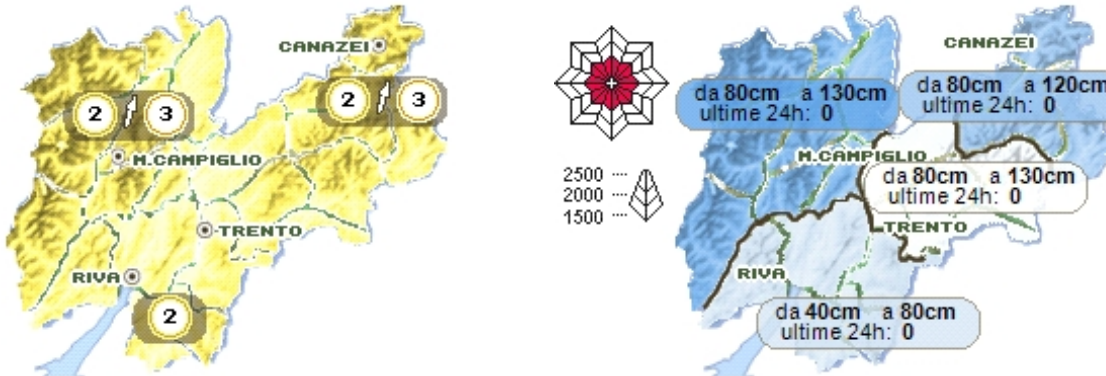 CANAZEI
2 3
2 3
M.CAMPIGLIO
TRENTO
RIVA
2
CANAZEI
da 80cm a 130cm
ultime 24h: 0
da 80cm a 120cm
ultime 24h: 0
M.CAMPIGLIO
2500
2000
1500
da 80cm a 130cm
ultime 24h: 0
TRENTO
RIVA
da 40cm a 80cm
ultime 24h: 0